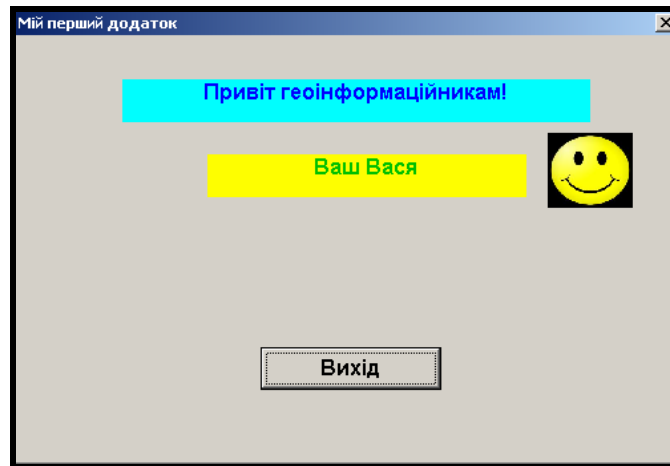 Мій перший додаток
Привіт геоінформаційникам!
Ваш Вася
Вихід